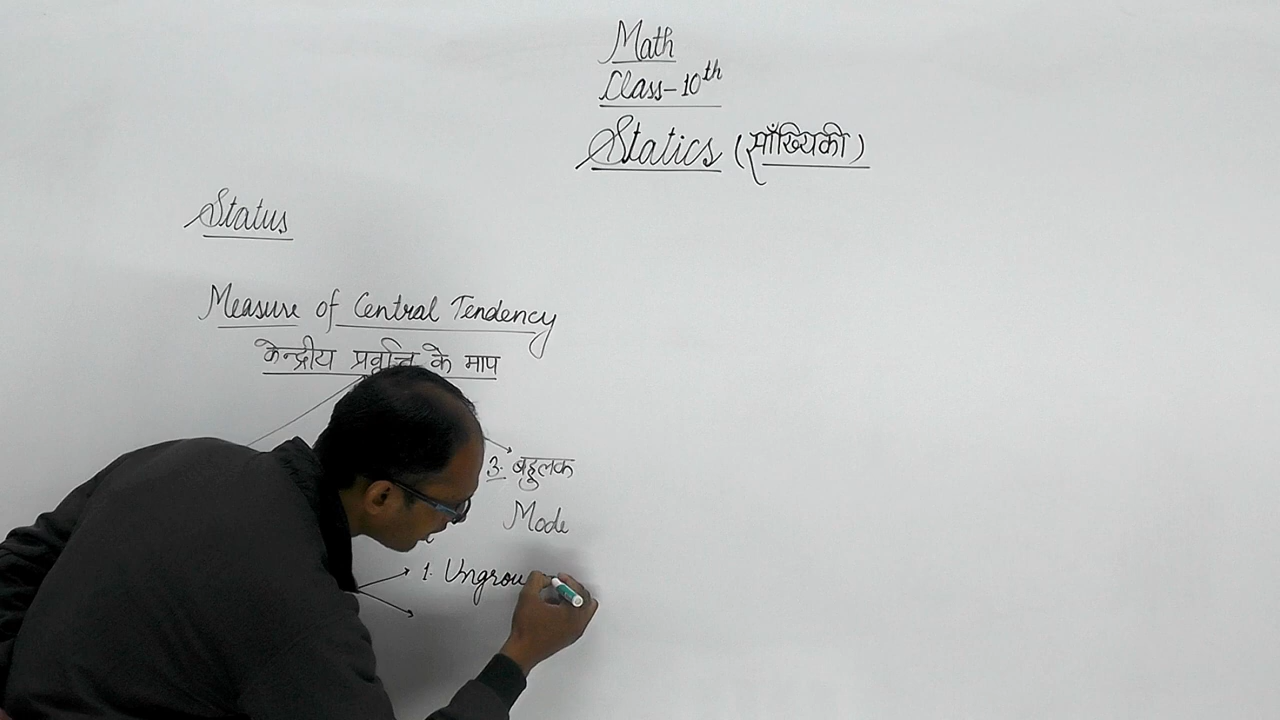 Math
Class-10th
Statics (साँख्यिकी)
Status
Measure of Central Tendency
केन्द्रीय प्रवृत्ति के माप
3. बहुलक
Mode
1. Ungrou